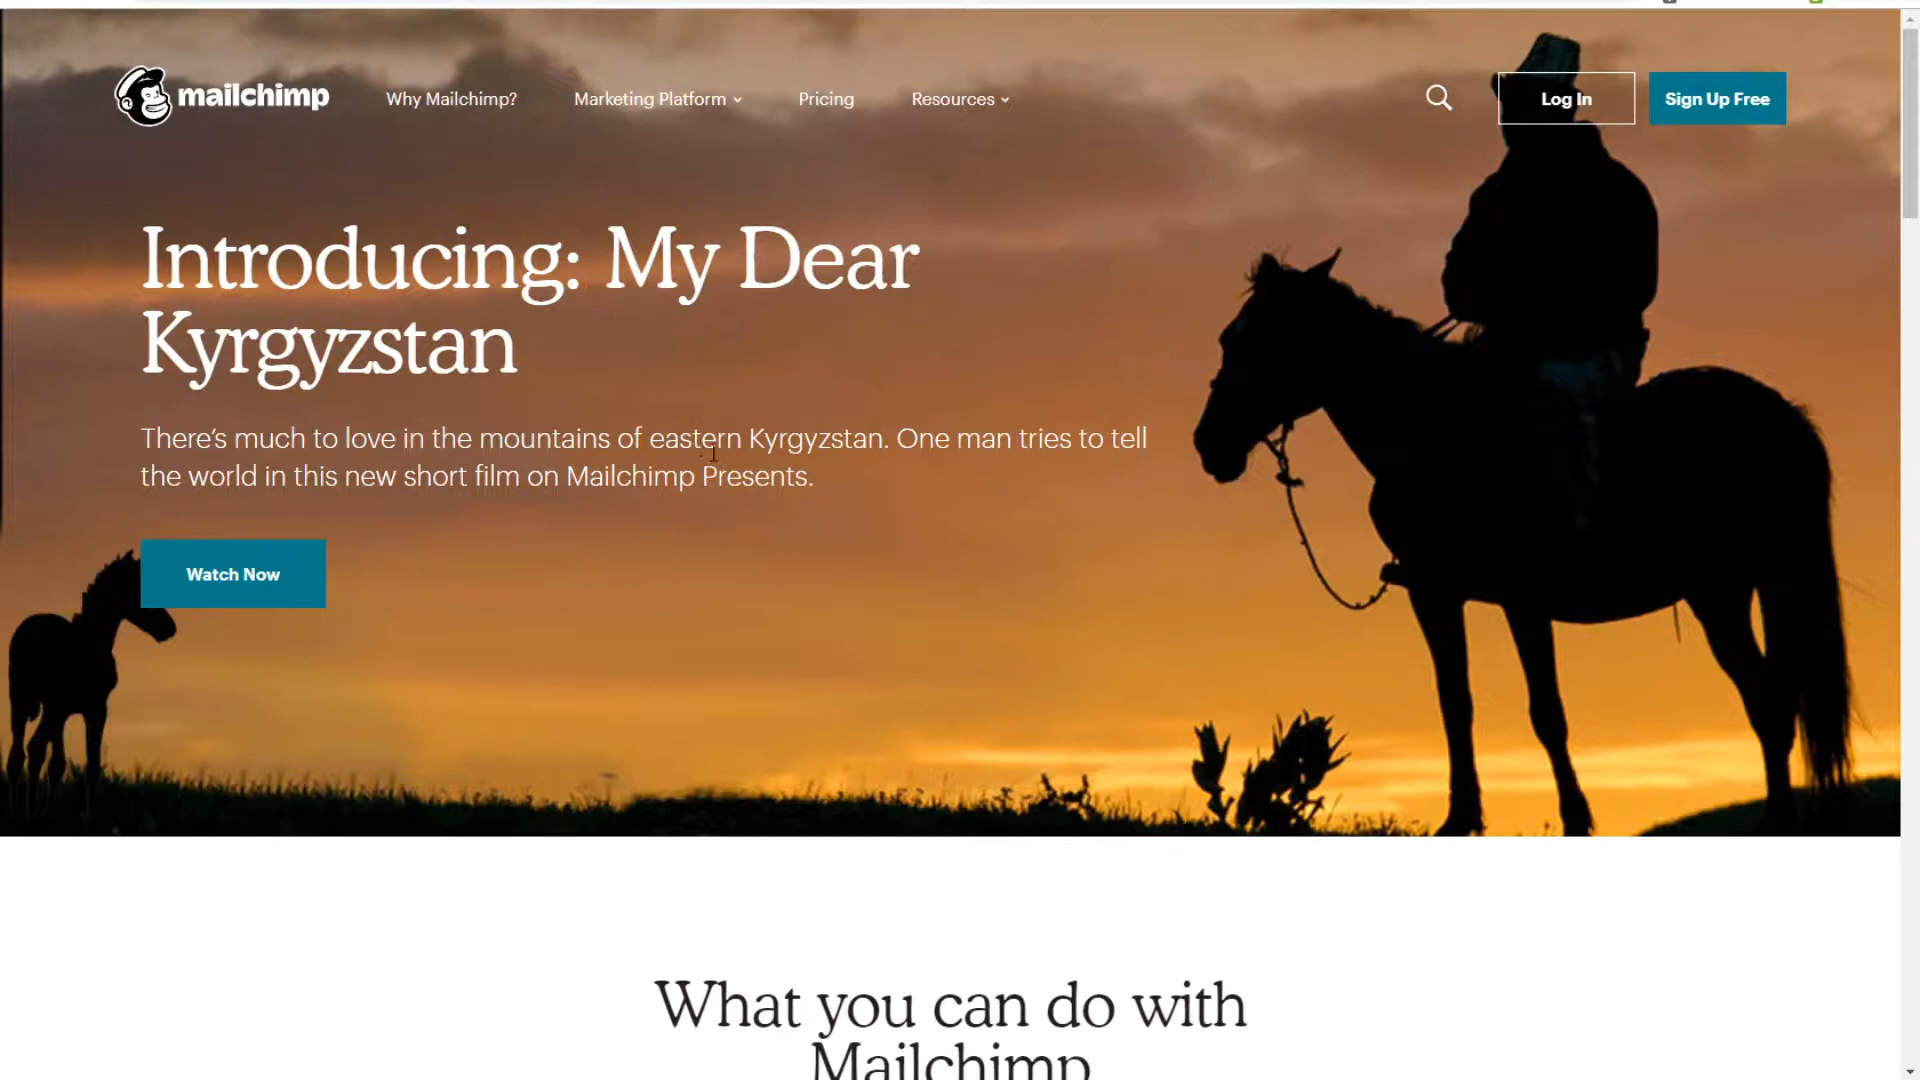 mailchimp
Why Mailchimp?
Marketing Platform
Pricing
Resources
Log In
Sign Up Free
Introducing: My Dear
Kyrgyzstan
There's much to love in the mountains of eastern Kyrgyzstan. One man tries to tell
the world in this new short film on Mailchimp Presents.
Watch Now
What you can do with
Mailchimp